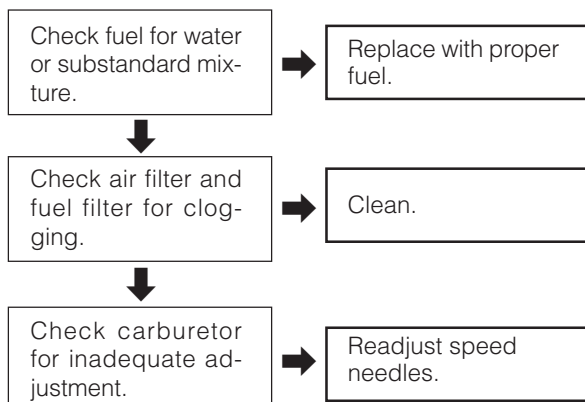 Check fuel for water
or substandard mix-
ture.
Replace with proper
fuel.
Check air filter and
fuel filter for clog-
ging.
Clean.
Check carburetor
for inadequate ad-
justment.
Readjust speed
needles.